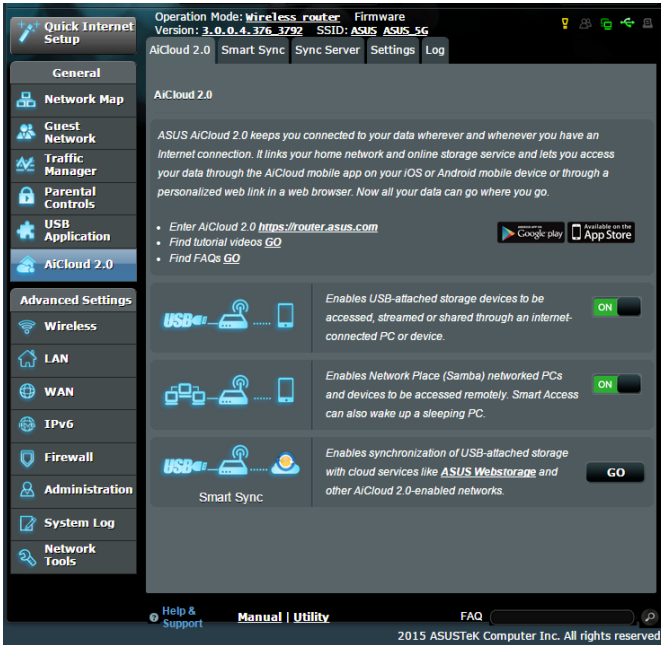 Quick Internet
Setup
General
Network Map
Guest
Network
Traffic
Manager
Parental
Controls
USB
Application
AiCloud 2.0
Advanced Settings
Wireless
LAN
WAN
IPv6
Firewall
Administration
System Log
Network
Tools
Operation Mode: Wireless router Firmware
Version: 3.0.0.4.376_3792 SSID: ASUS ASUS_5G
AiCloud 2.0 Smart Sync Sync Server Settings Log
AiCloud 2.0
ASUS AiCloud 2.0 keeps you connected to your data wherever and whenever you have an
Internet connection. It links your home network and online storage service and lets you access
your data through the AiCloud mobile app on your iOS or Android mobile device or through a
personalized web link in a web browser. Now all your data can go where you go.
Enter AiCloud 2.0 https://router.asus.com
Find tutorial videos GO
Find FAQs GO
ANDROID APP ON
Google play
Available on the
App Store
USB
Enables USB-attached storage devices to be
accessed, streamed or shared through an internet-
connected PC or device.
ON
Enables Network Place (Samba) networked PCs
and devices to be accessed remotely. Smart Access
can also wake up a sleeping PC.
ON
USB
Smart Sync
Enables synchronization of USB-attached storage
with cloud services like ASUS Webstorage and
other AiCloud 2.0-enabled networks.
GO
Help &
Support
Manual | Utility
FAQ
2015 ASUSTeK Computer Inc. All rights reserved